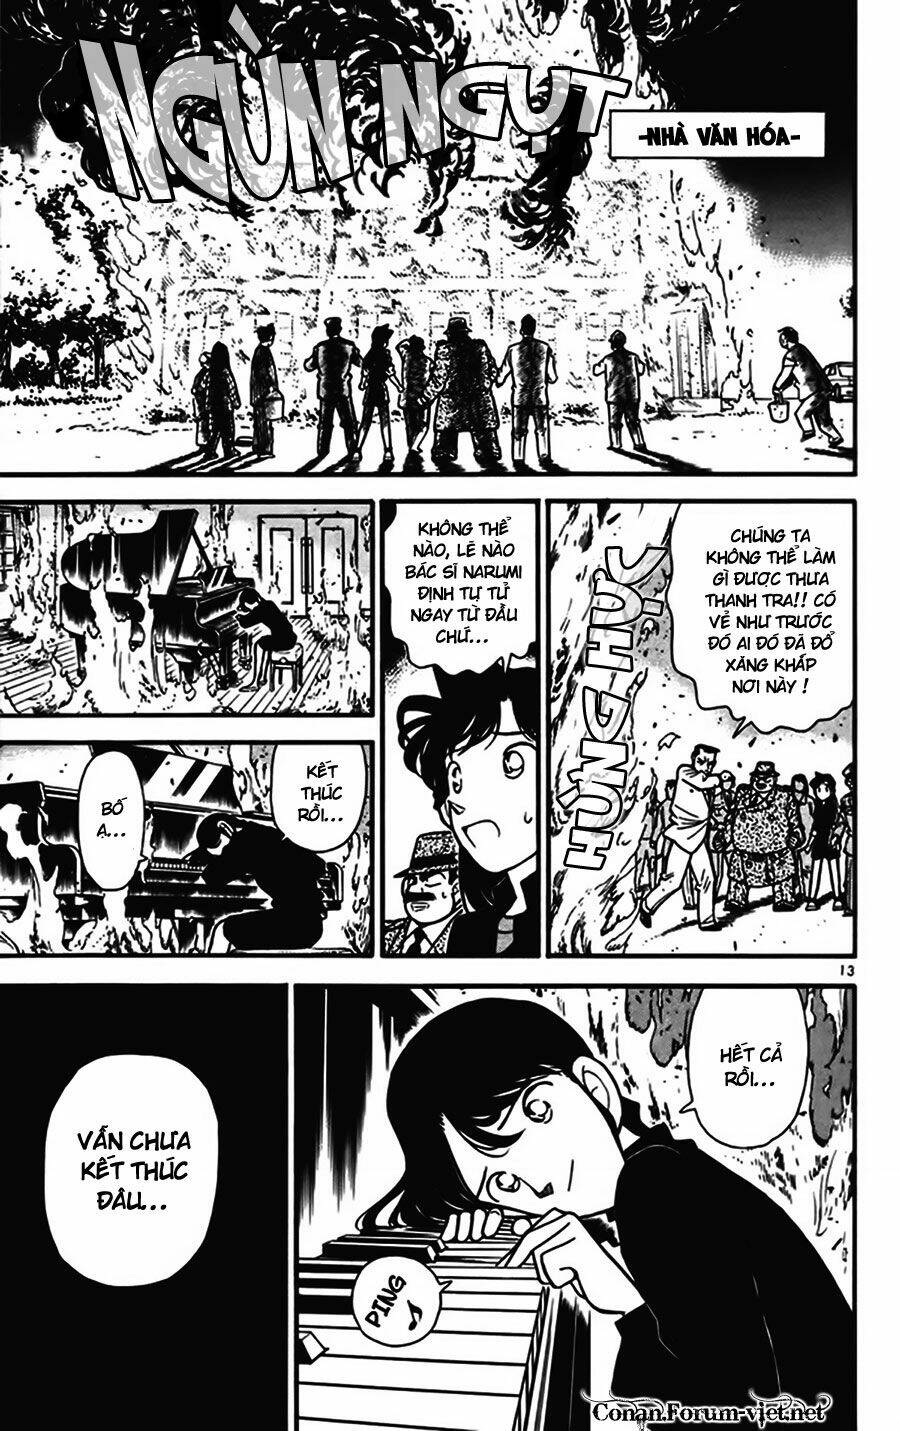 NGÙN NGỤT
-NHÀ VĂN HÓA-
CHÚNG TA
KHÔNG THỂ LÀM
GÌ ĐƯỢC THƯA
THANH TRA!! CÓ
VẺ NHƯ TRƯỚC
ĐÓ AI ĐÓ ĐÃ ĐỔ
XĂNG KHẮP
NƠI NÀY !
HỪNG HỰC
KHÔNG THỂ
NÀO, LẼ NÀO
BÁC SĨ NARUMI
ĐỊNH TỰ TỬ
NGAY TỪ ĐẦU
CHỨ...
KẾT
THÚC
RỒI...
BỐ
Ạ...
13
HẾT CẢ
RỒI...
PING
VẪN CHƯA
KẾT THÚC
ĐÂU...
Conan.Forum-viet.net